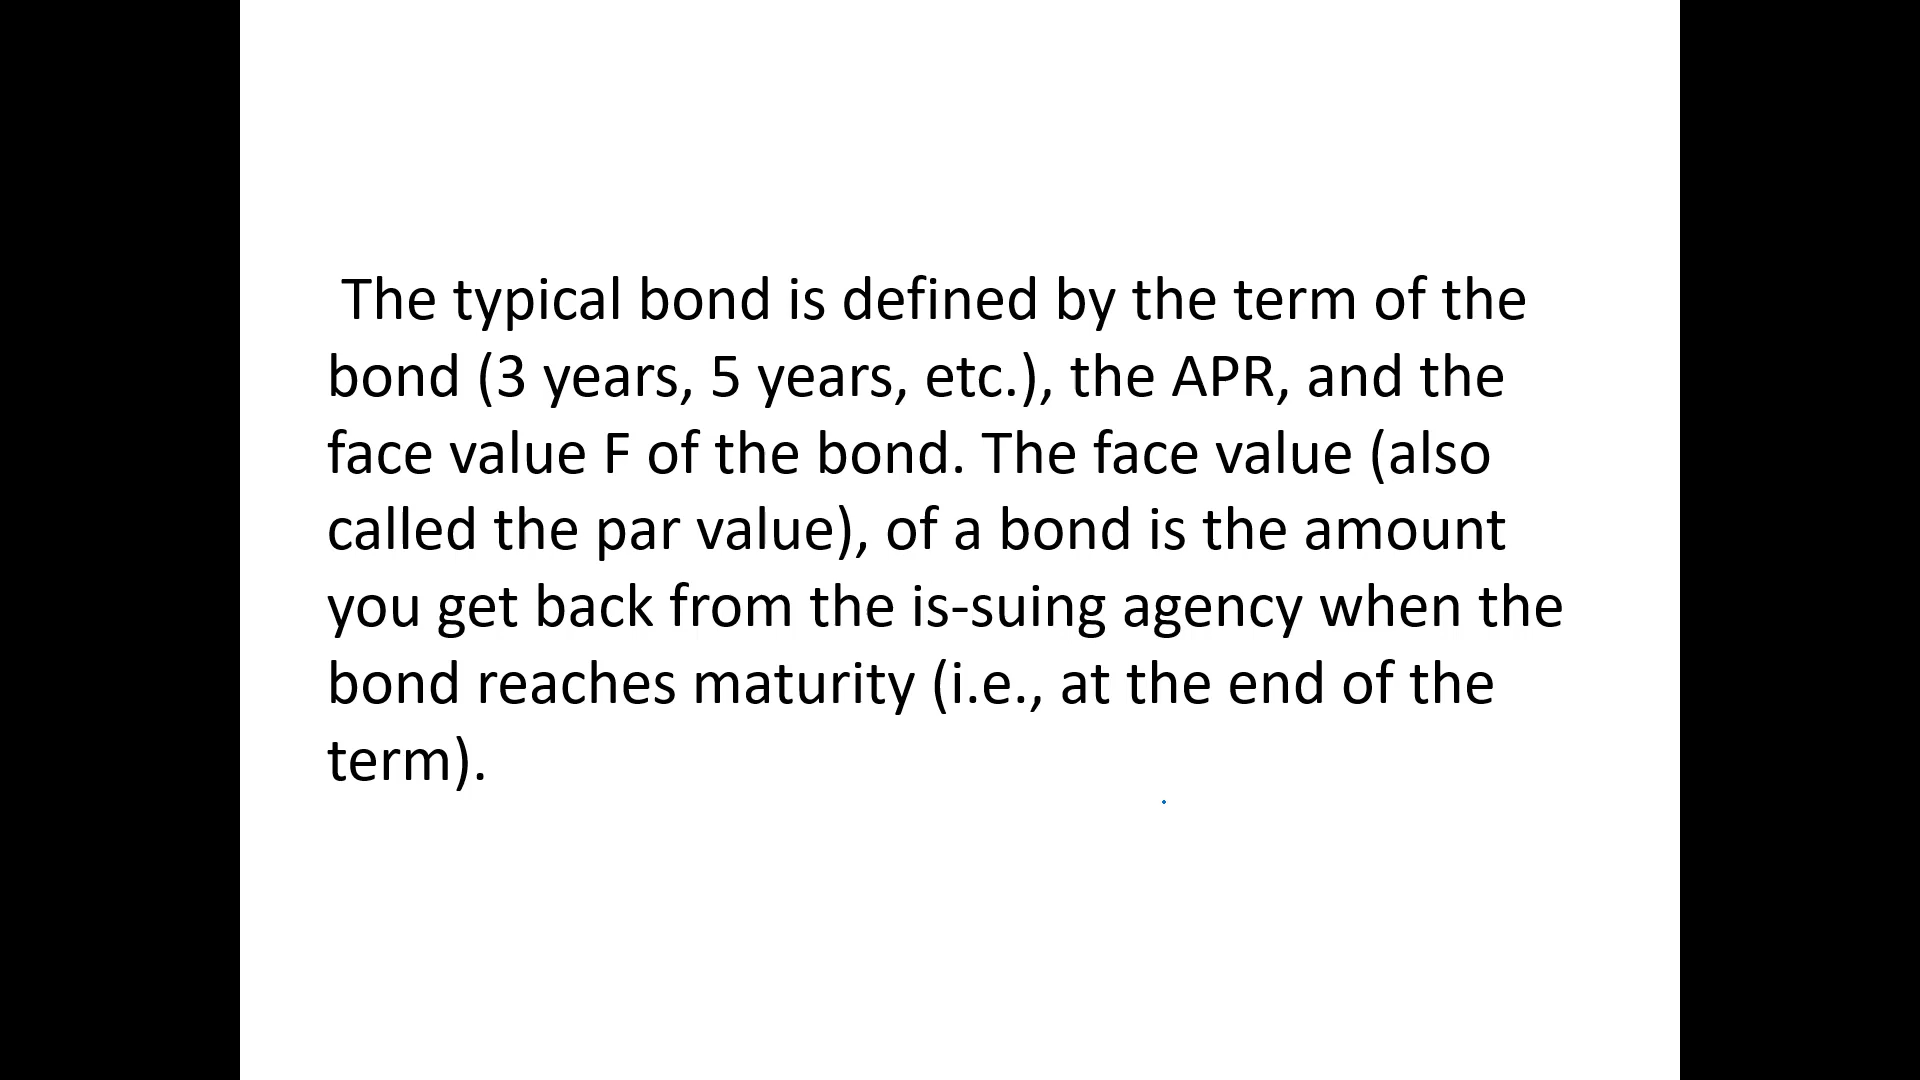 The typical bond is defined by the term of the
bond (3 years, 5 years, etc.), the APR, and the
face value F of the bond. The face value (also
called the par value), of a bond is the amount
you get back from the is-suing agency when the
bond reaches maturity (i.e., at the end of the
term).